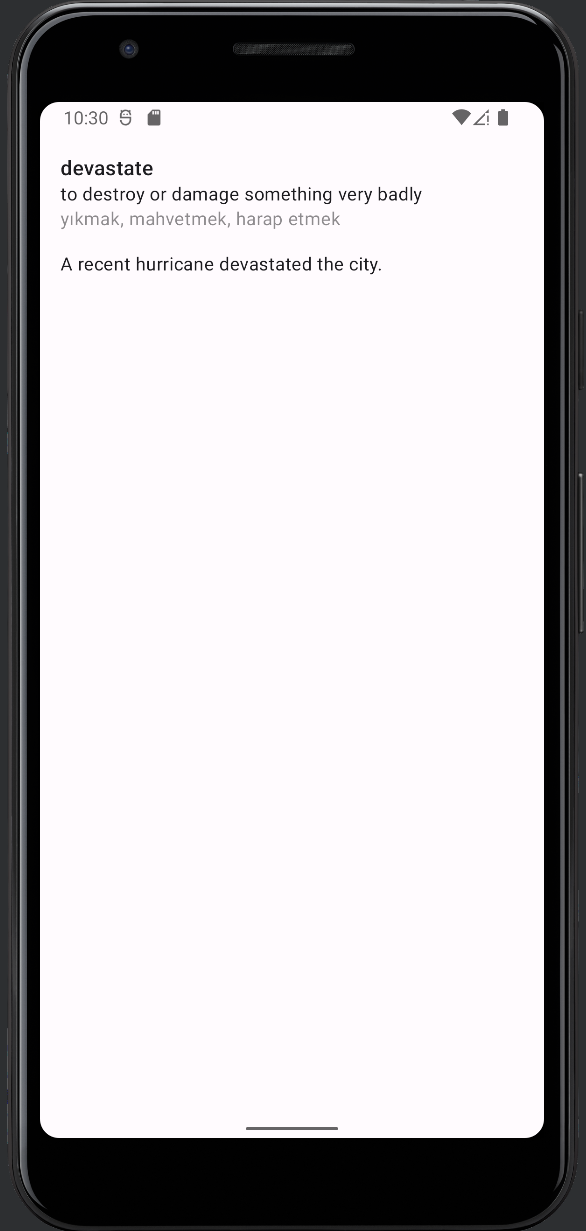 10:30
devastate
to destroy or damage something very badly
yıkmak, mahvetmek, harap etmek
A recent hurricane devastated the city.